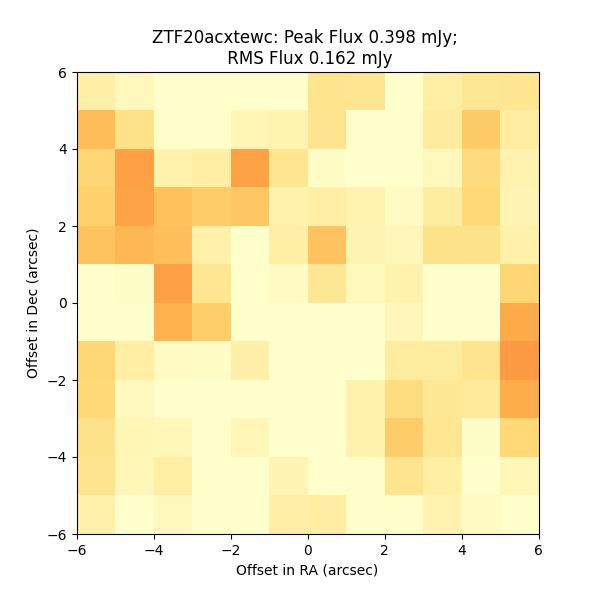 ZTF20acxtewc: Peak Flux 0.398 mJy;
RMS Flux 0.162 mJy
6
4
2
0
−2
−4
−6
Offset in Dec (arcsec)
−6 −4 −2 0 2 4 6
Offset in RA (arcsec)